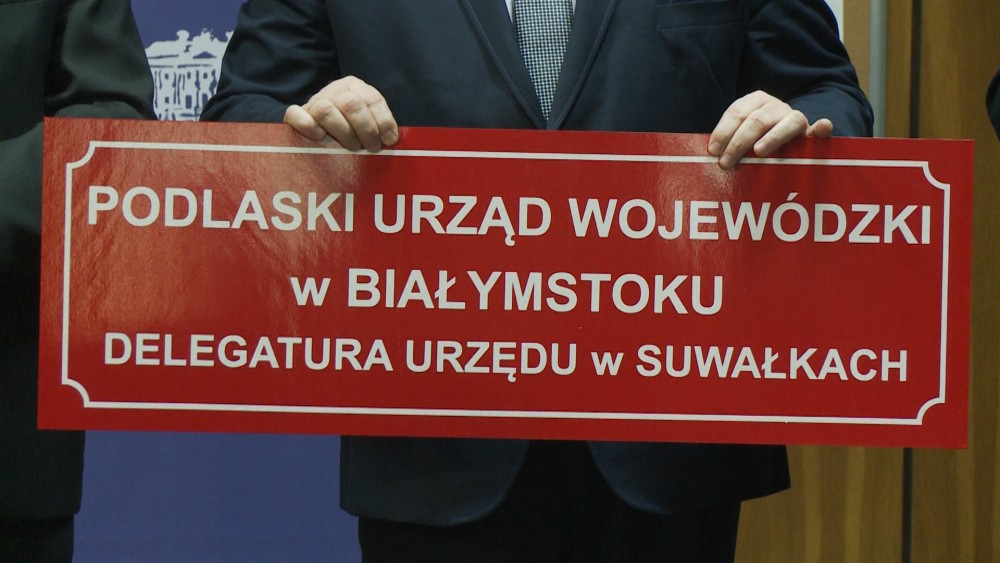 PODLASKI URZĄD WOJEWÓDZKI
w BIAŁYMSTOKU
DELEGATURA URZĘDU w SUWAŁKACH